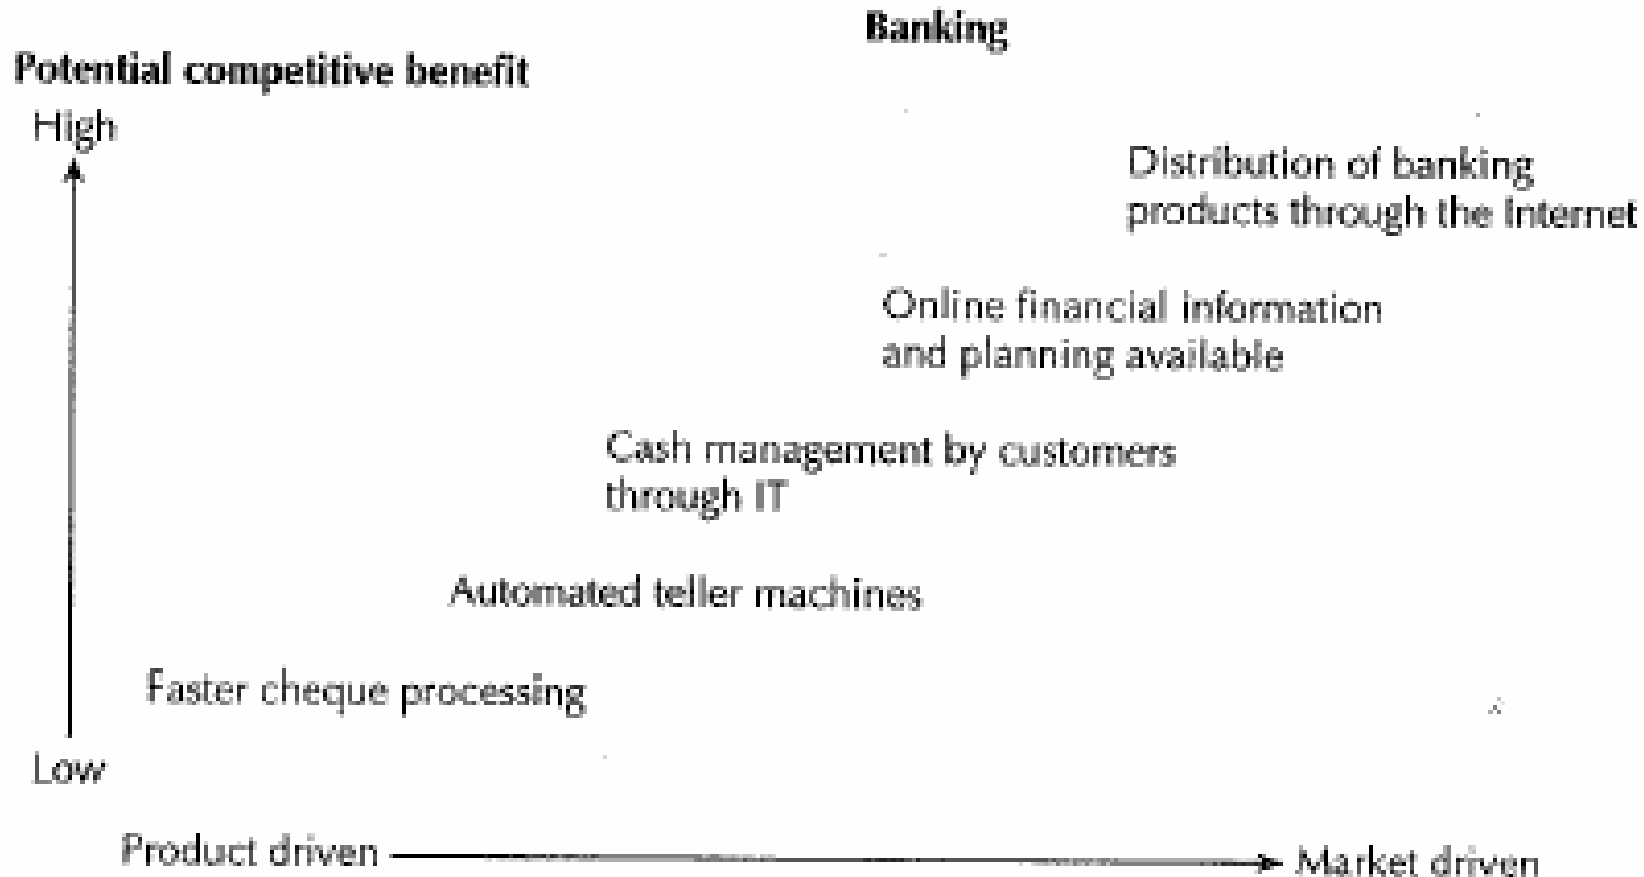 Banking
Potential competitive benefit
High
Distribution of banking
products through the Internet
Online financial information
and planning available
Cash management by customers
through IT
Automated teller machines
Faster cheque processing
Low
Product driven
Market driven